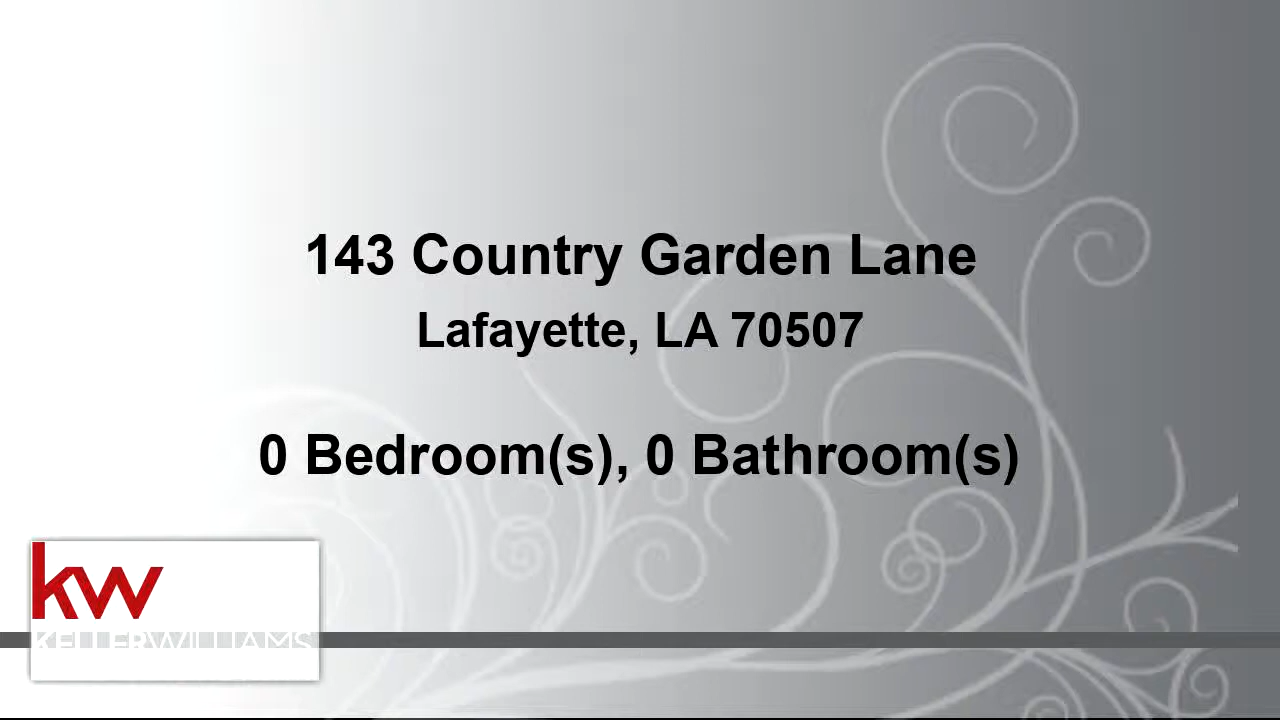 143 Country Garden Lane
Lafayette, LA 70507
0 Bedroom(s), 0 Bathroom(s)
kw
KELLERWILLIAMS